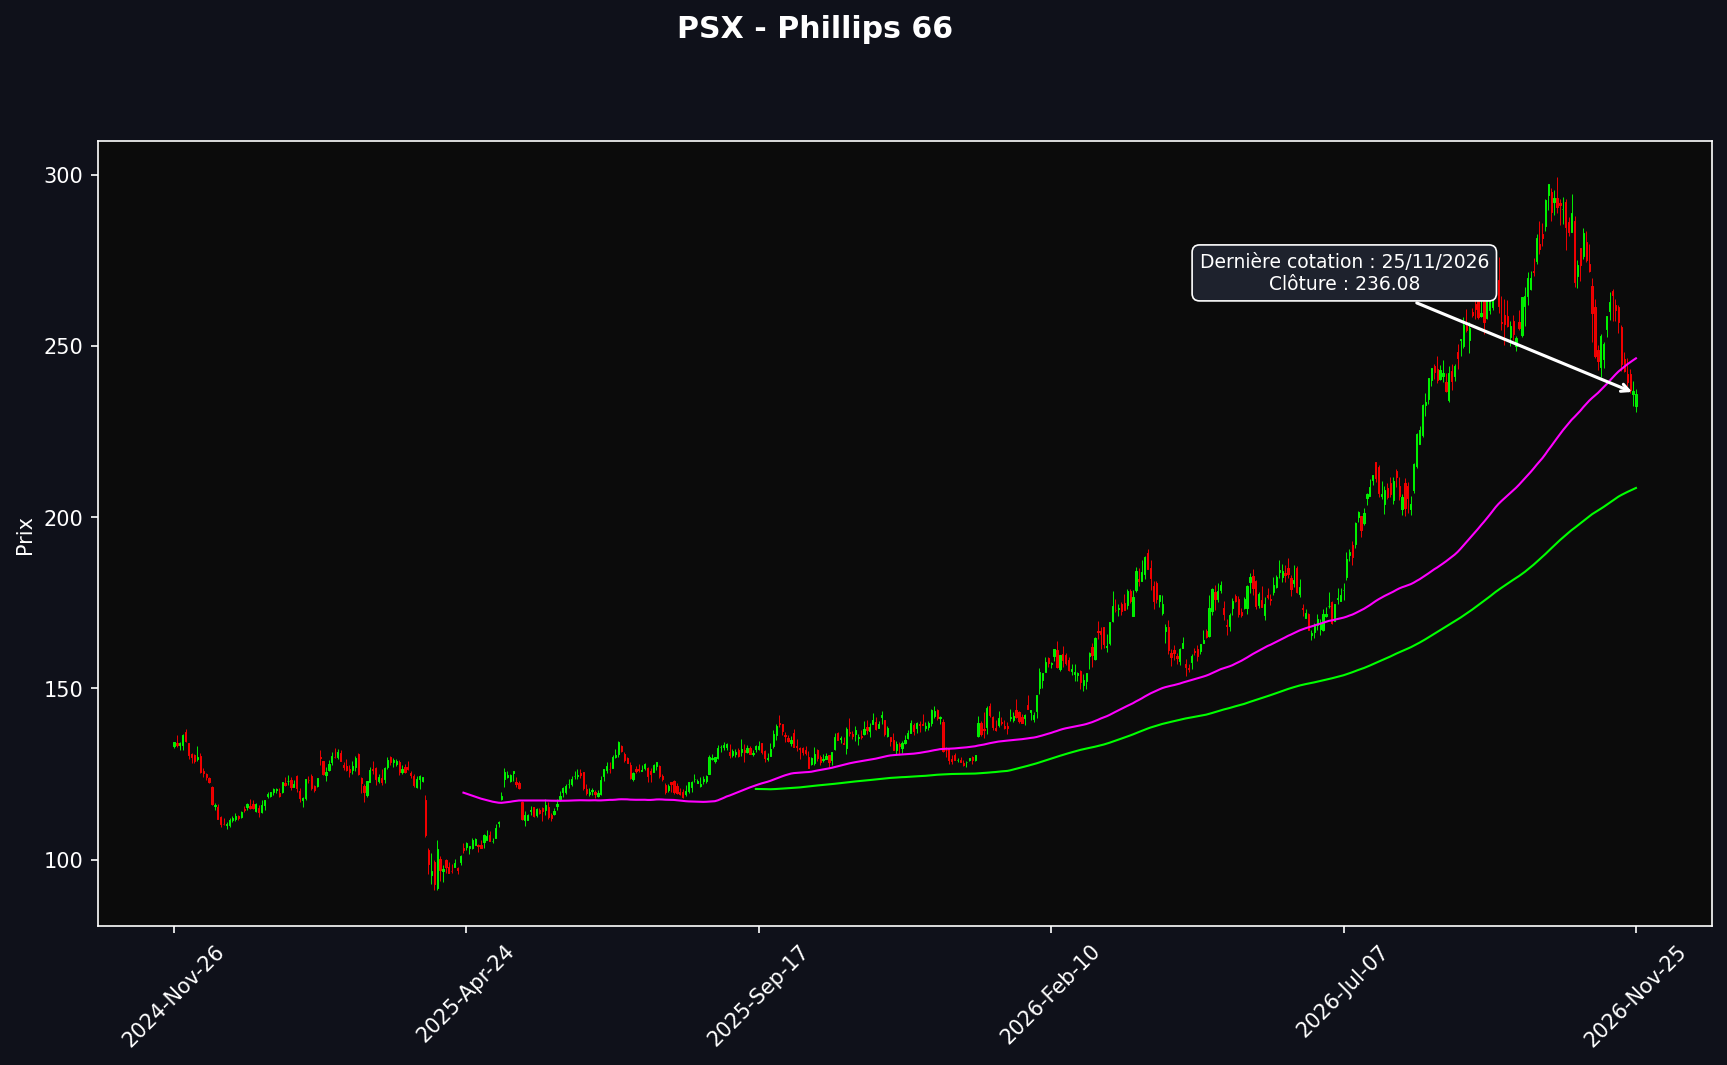 PSX - Phillips 66
Dernière cotation : 25/11/2026
Clôture : 236.08
Prix
300
250
200
150
100
2024-Nov-26
2025-Apr-24
2025-Sep-17
2026-Feb-10
2026-Jul-07
2026-Nov-25